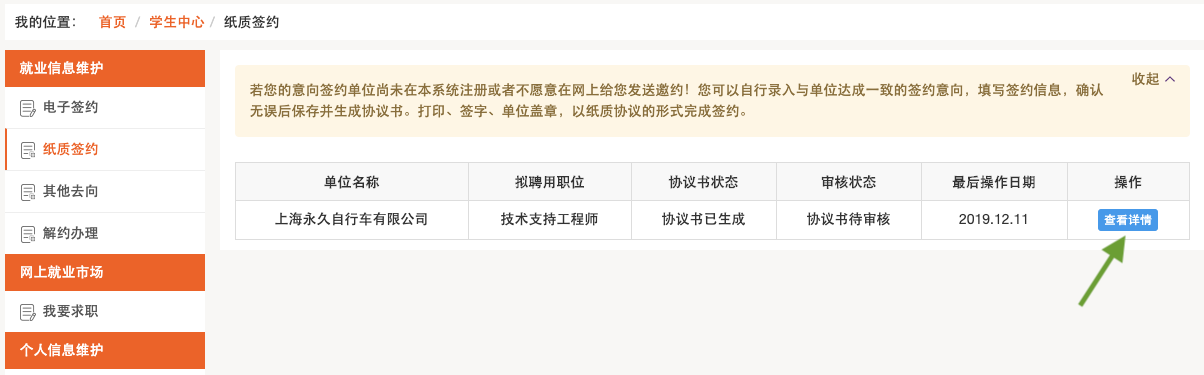 我的位置： 首页 / 学生中心 / 纸质签约
就业信息维护
电子签约
纸质签约
其他去向
解约办理
网上就业市场
我要求职
个人信息维护
收起
若您的意向签约单位尚未在本系统注册或者不愿意在网上给您发送邀约！您可以自行录入与单位达成一致的签约意向，填写签约信息，确认
无误后保存并生成协议书。打印、签字、单位盖章，以纸质协议的形式完成签约。
单位名称 拟聘用职位 协议书状态 审核状态 最后操作日期 操作
上海永久自行车有限公司 技术支持工程师 协议书已生成 协议书待审核 2019.12.11 查看详情